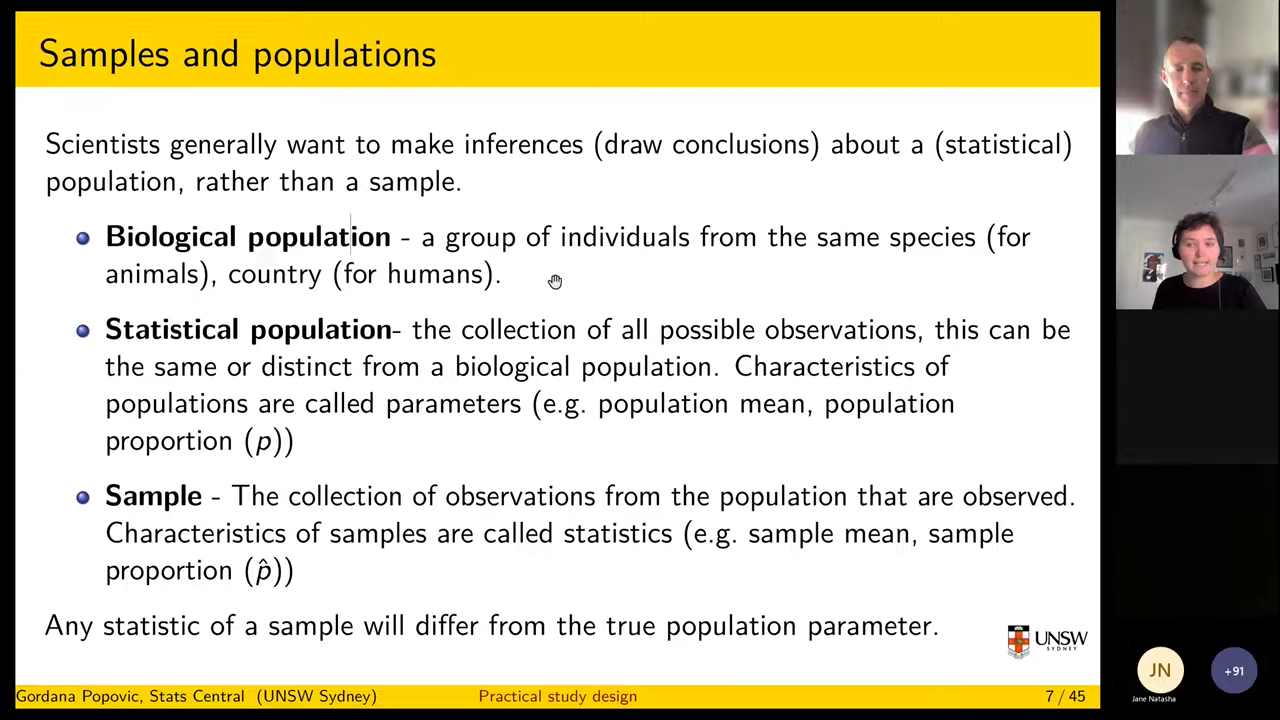 Samples and populations
Scientists generally want to make inferences (draw conclusions) about a (statistical)
population, rather than a sample.
Biological population - a group of individuals from the same species (for
animals), country (for humans).
Statistical population- the collection of all possible observations, this can be
the same or distinct from a biological population. Characteristics of
populations are called parameters (e.g. population mean, population
proportion (p))
Sample - The collection of observations from the population that are observed.
Characteristics of samples are called statistics (e.g. sample mean, sample
proportion (p̂))
Any statistic of a sample will differ from the true population parameter.
UNSW
SYDNEY
Gordana Popovic, Stats Central (UNSW Sydney)
Practical study design
7 / 45
JN
+91
Jane Natasha